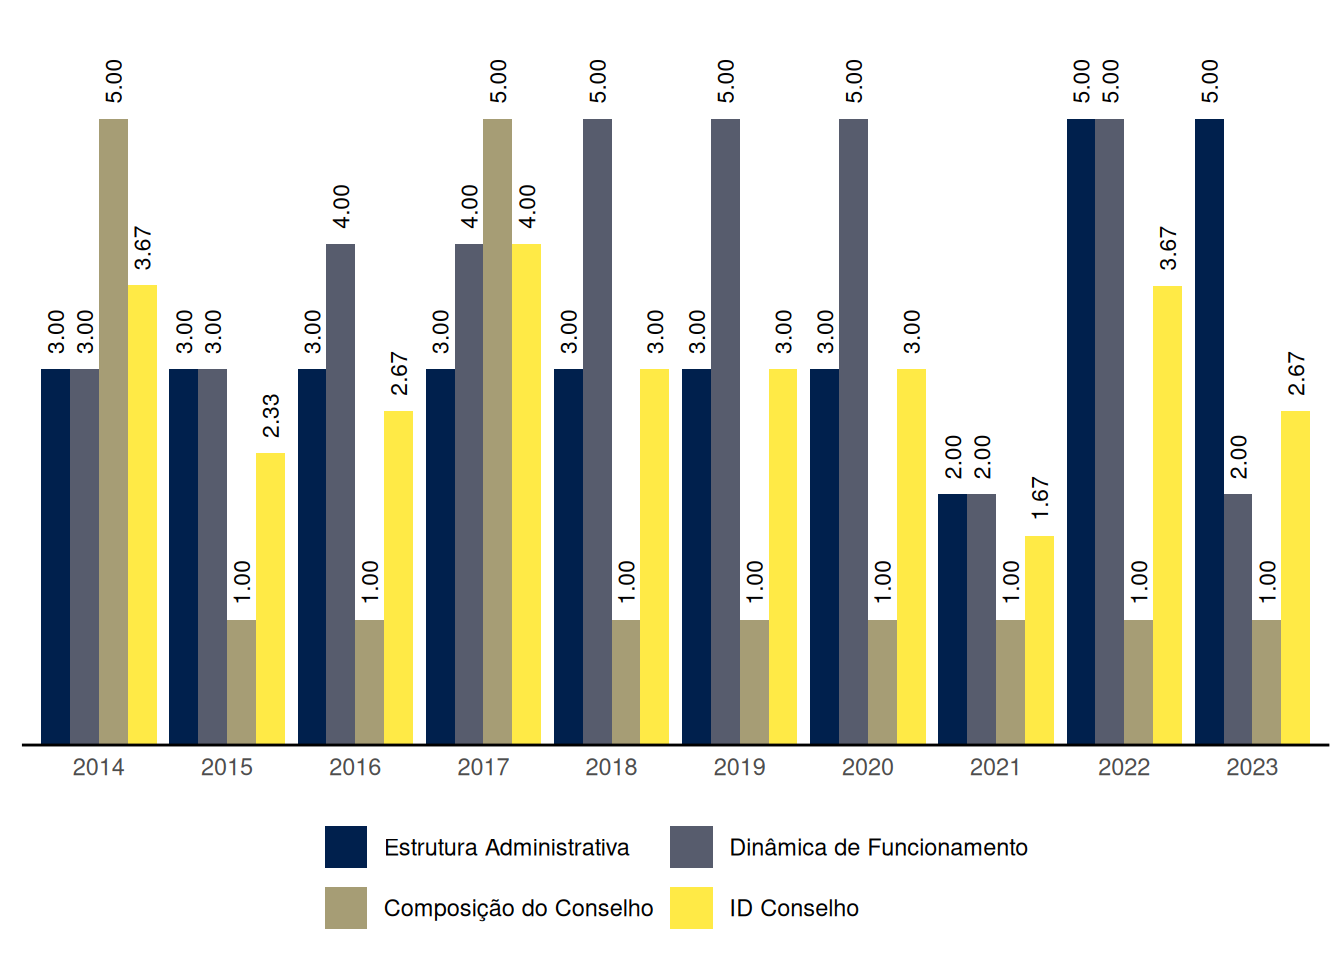 5.00 5.00 5.00 5.00 5.00 5.00 5.00 5.00
4.00 4.00 4.00
3.67 3.67
3.00 3.00 3.00 3.00 3.00 3.00 3.00 3.00 3.00 3.00 3.00 3.00
2.67 2.67
2.33
2.00 2.00 2.00
1.67
1.00 1.00 1.00 1.00 1.00 1.00 1.00 1.00
2014 2015 2016 2017 2018 2019 2020 2021 2022 2023
Estrutura Administrativa Dinâmica de Funcionamento
Composição do Conselho ID Conselho